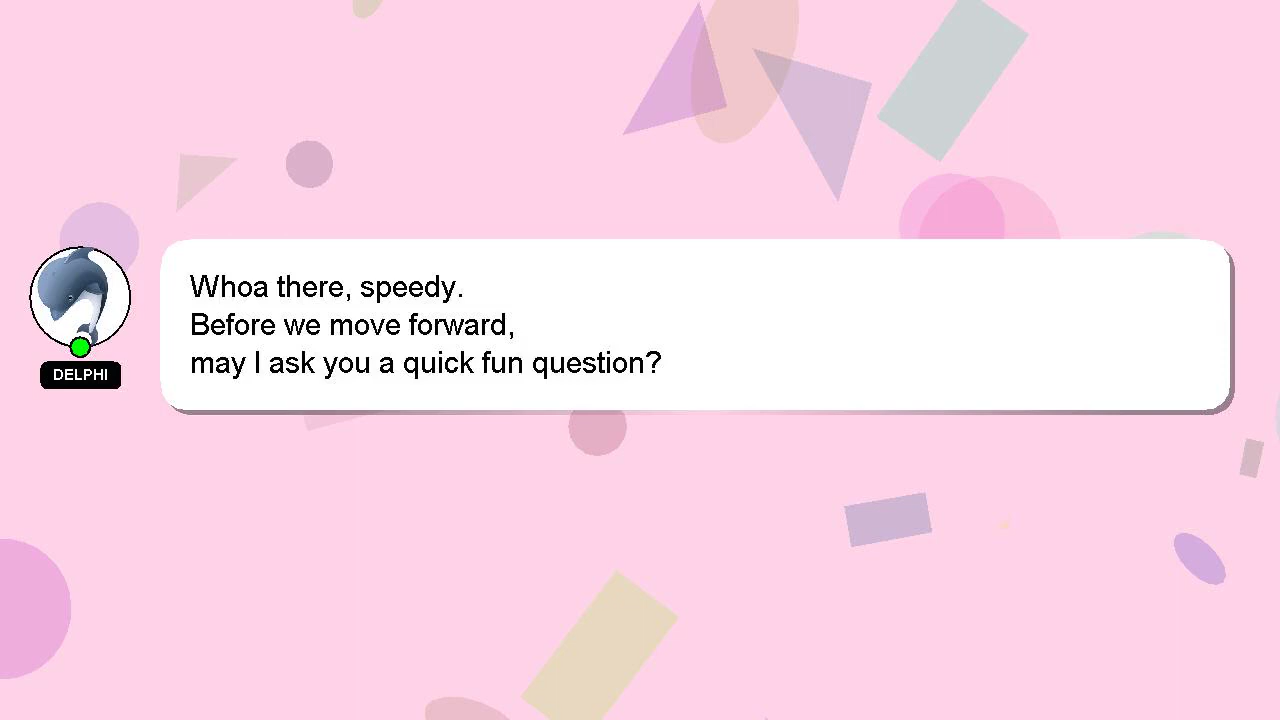 Whoa there, speedy.
Before we move forward,
may I ask you a quick fun question?
DELPHI